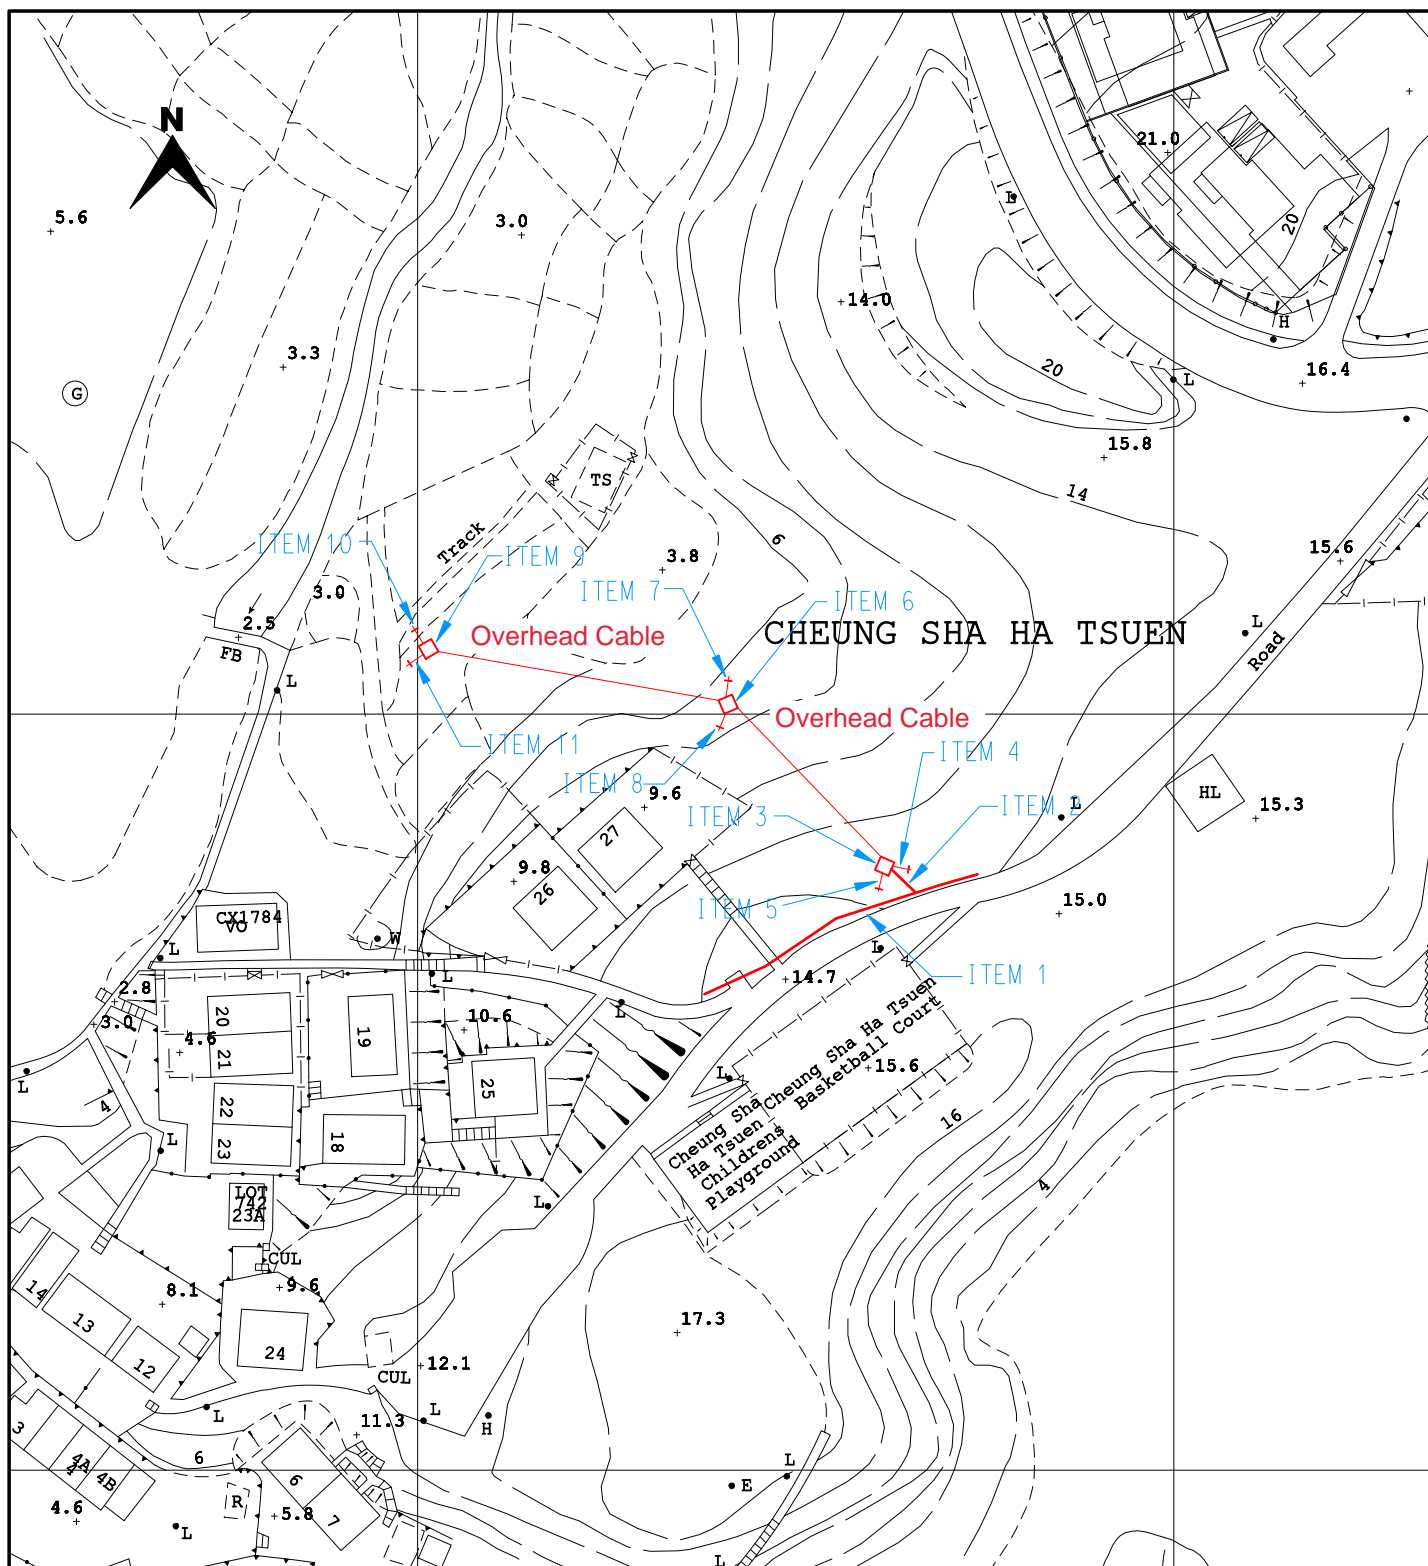 N
21.0
5.6
3.0
L
20
14.0
H
3.3
20
16.4
G
L
15.8
TS
14
Track
6
ITEM 10
ITEM 9
3.8
15.6
ITEM 7
3.0
ITEM 6
2.5
Overhead Cable
CHEUNG SHA HA TSUEN
L
FB
Road
L
Overhead Cable
ITEM 11
ITEM 4
ITEM 8
9.6
HL
ITEM 3
ITEM 2
L
15.3
27
9.8
26
CX1784
VO
ITEM 5
15.0
W
L
L
L
14.7
ITEM 1
2.8
3.0
20
19
10.6
L
4.6
21
Cheung Sha Ha Tsuen
Basketball Court
15.6
L
25
L
4
22
16
23
18
L
Cheung Sha
Ha Tsuen
Childrens
Playground
4
LOT
742
23A
L
CUL
14
8.1
9.6
13
17.3
24
12
12.1
CUL
L
L
H
3
11.3
6
4A
4
4B
6
L
E
R
4.6
5.8
7
L
L